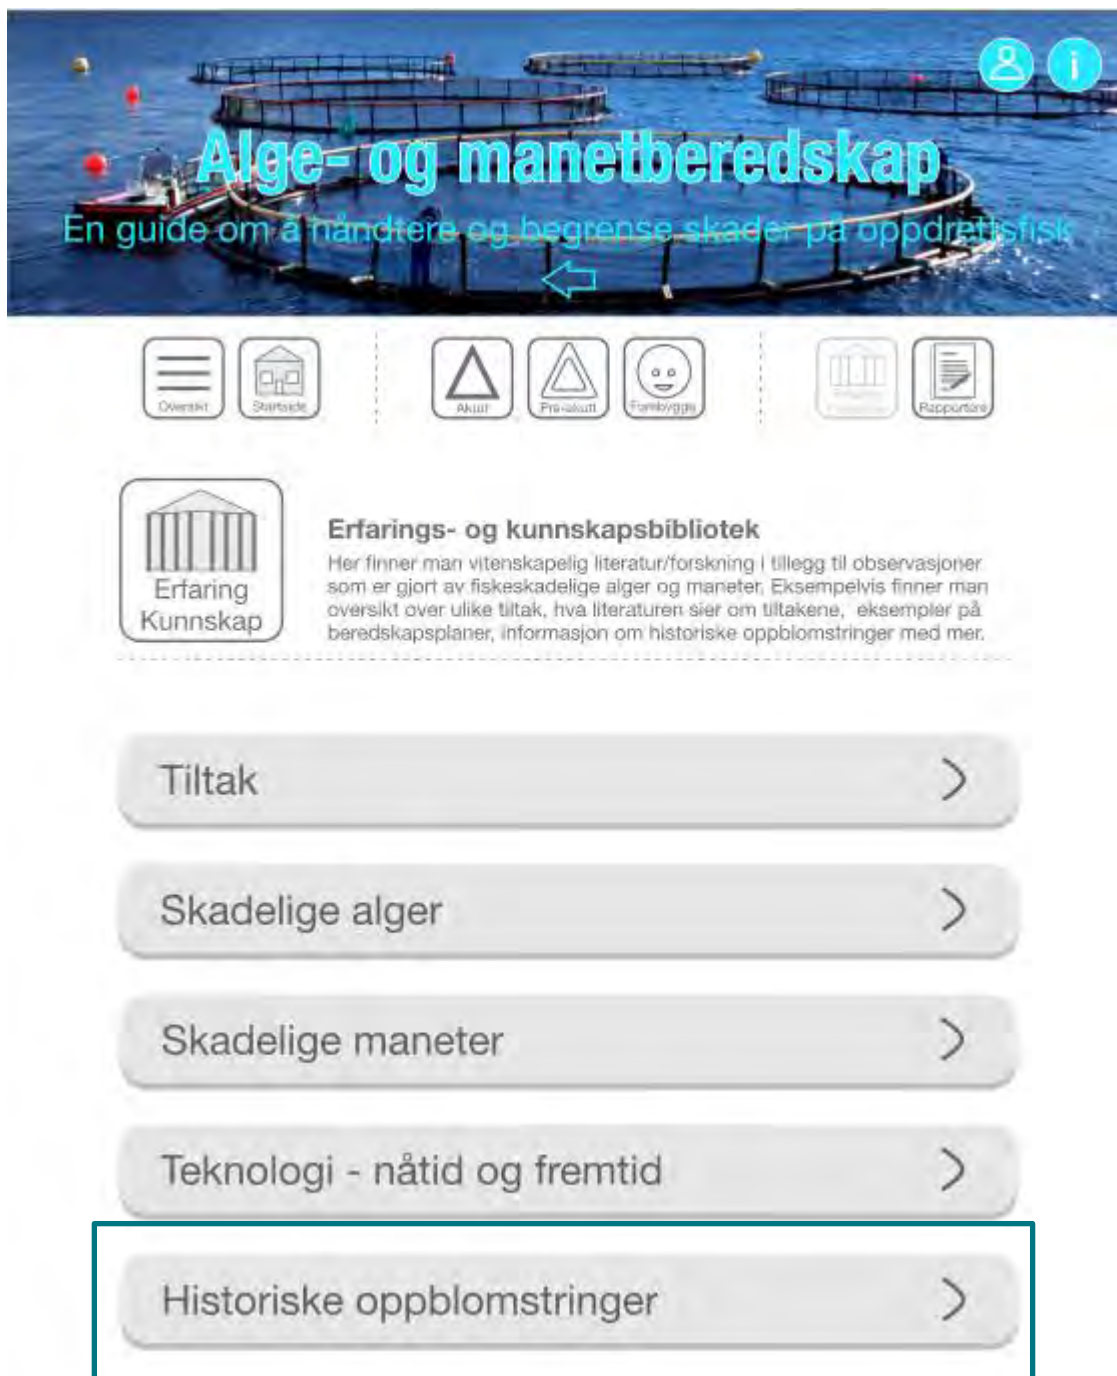 Alge- og manetberedskap
En guide om å håndtere og begrense skader på oppdrettsfisk
Oversikt
Startside
Akutt
Pre-akutt
Forebygge
Rapportere
Erfaring
Kunnskap
Erfarings- og kunnskapsbibliotek
Her finner man vitenskapelig literatur/forskning i tillegg til observasjoner
som er gjort av fiskeskadelige alger og maneter. Eksempelvis finner man
oversikt over ulike tiltak, hva literaturen sier om tiltakene, eksempler på
beredskapsplaner, informasjon om historiske oppblomstringer med mer.
Tiltak
Skadelige alger
Skadelige maneter
Teknologi - nåtid og fremtid
Historiske oppblomstringer